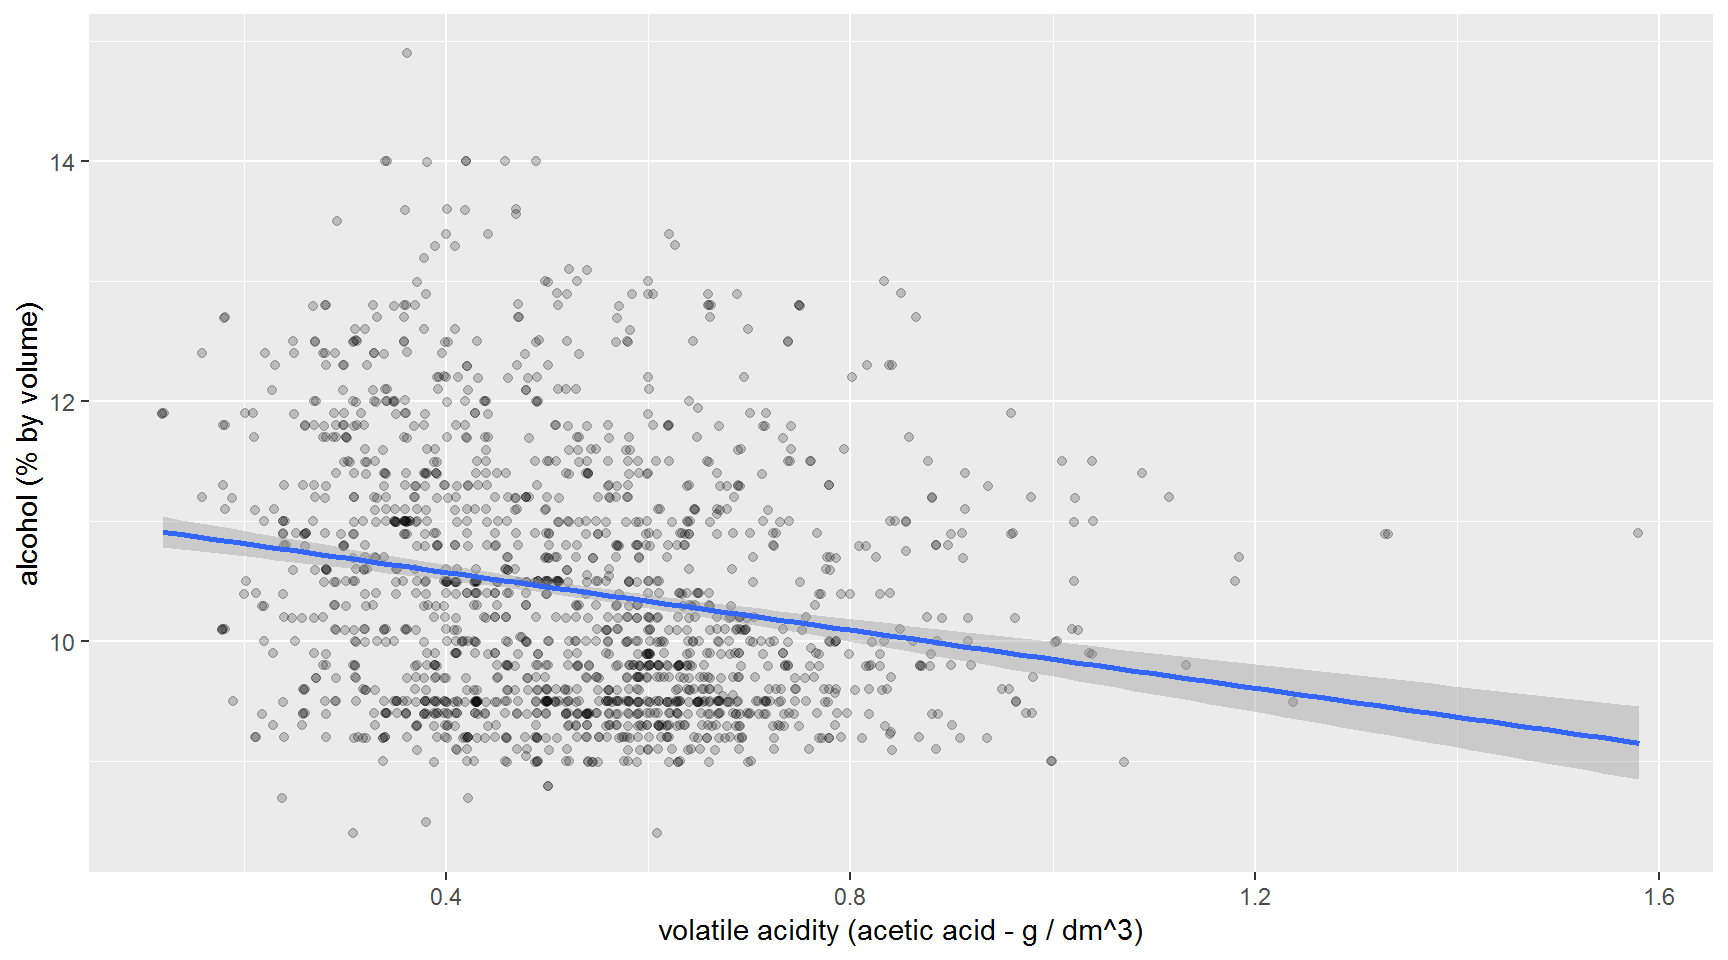 14
12
10
alcohol (% by volume)
0.4 0.8 1.2 1.6
volatile acidity (acetic acid - g / dm^3)